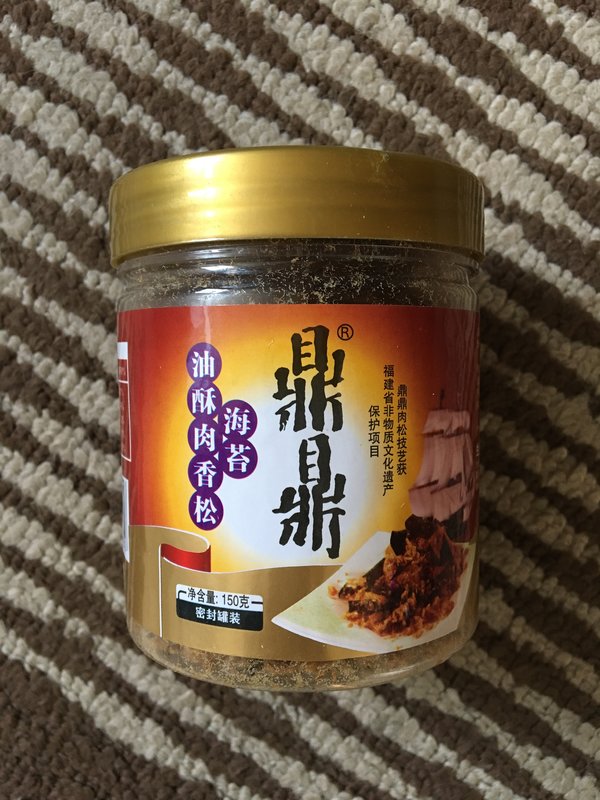 鼎鼎®
海苔
油酥肉香松
鼎鼎肉松技艺获
福建省非物质文化遗产
保护项目
净含量: 150克
密封罐装